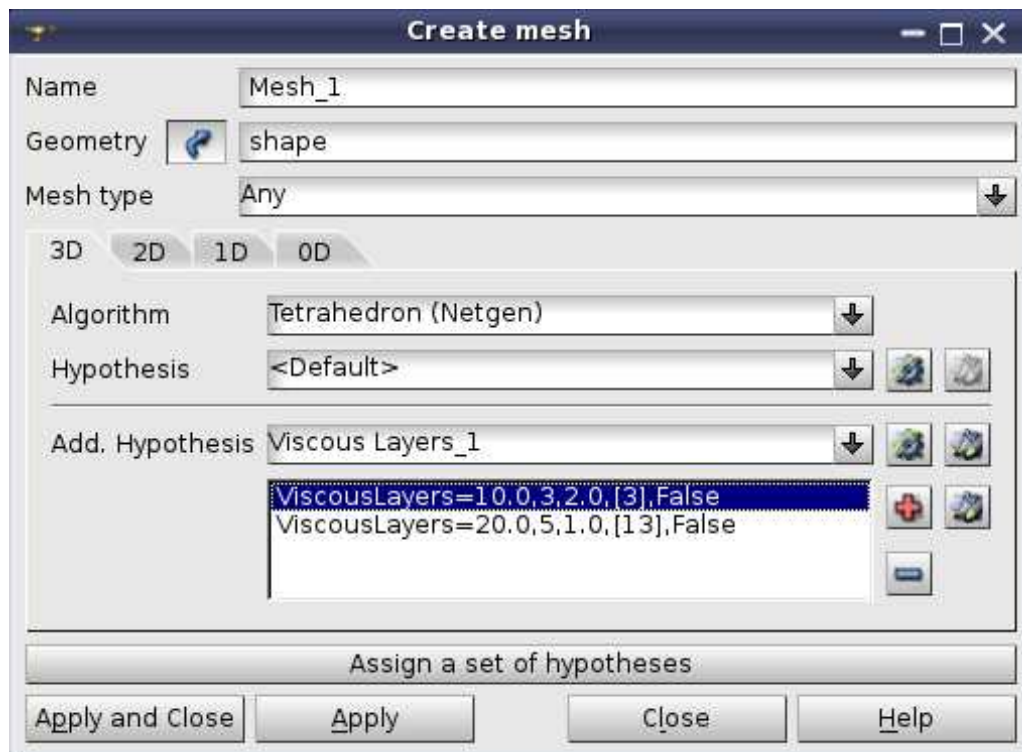 Create mesh
Name Mesh_1
Geometry shape
Mesh type Any
3D 2D 1D 0D
Algorithm Tetrahedron (Netgen)
Hypothesis <Default>
Add. Hypothesis Viscous Layers_1
ViscousLayers=10.0,3,2.0,[3],False
ViscousLayers=20.0,5,1.0,[13],False
Assign a set of hypotheses
Apply and Close Apply Close Help